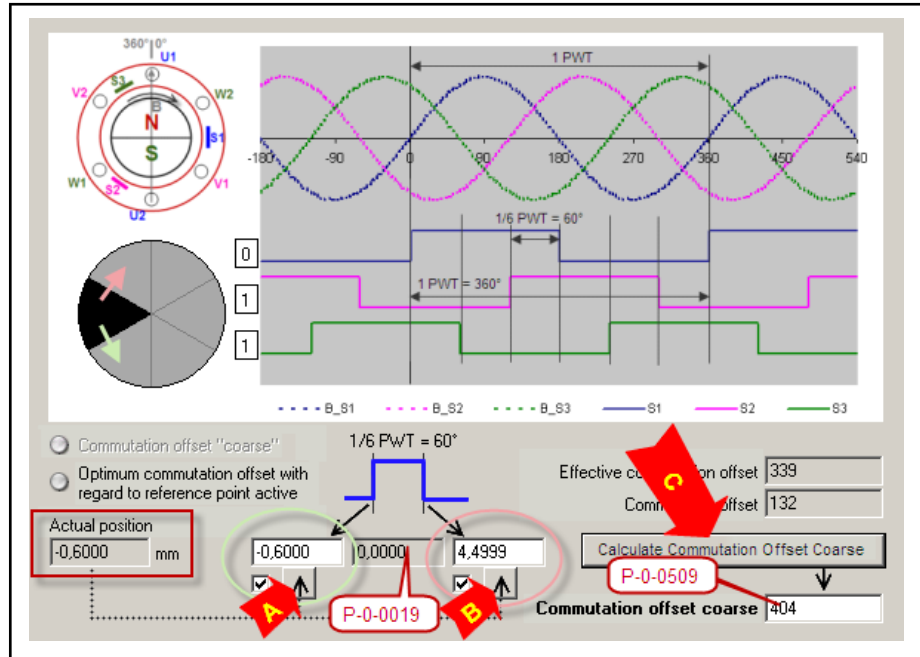 360° 0°
U1
S3
V2
W2
B
N
S1
S
W1
S2
V1
U2
1 PWT
-180 -90 0 90 180 270 360 450 540
1/6 PWT = 60°
0
1
1 PWT = 360°
1
B_S1 B_S2 B_S3 S1 S2 S3
Commutation offset "coarse"
Optimum commutation offset with
regard to reference point active
1/6 PWT = 60°
Effective offset 339
offset 132
C
Actual position
-0,6000 mm
-0,6000 0,0000 4,4999
Calculate Commutation Offset Coarse
A
P-0-0019
B
P-0-0509
Commutation offset coarse 404